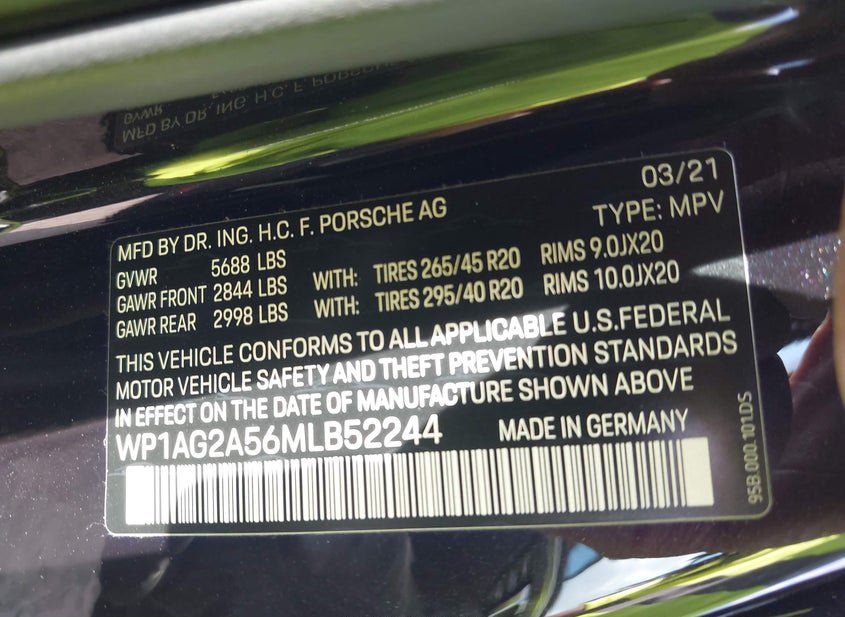 03/21
MFD BY DR. ING. H.C. F. PORSCHE AG TYPE: MPV
GVWR 5688 LBS
GAWR FRONT 2844 LBS WITH: TIRES 265/45 R20 RIMS 9.0JX20
GAWR REAR 2998 LBS WITH: TIRES 295/40 R20 RIMS 10.0JX20
THIS VEHICLE CONFORMS TO ALL APPLICABLE U.S.FEDERAL
MOTOR VEHICLE SAFETY AND THEFT PREVENTION STANDARDS
IN EFFECT ON THE DATE OF MANUFACTURE SHOWN ABOVE
WP1AG2A56MLB52244 MADE IN GERMANY
95B.000.101.DS